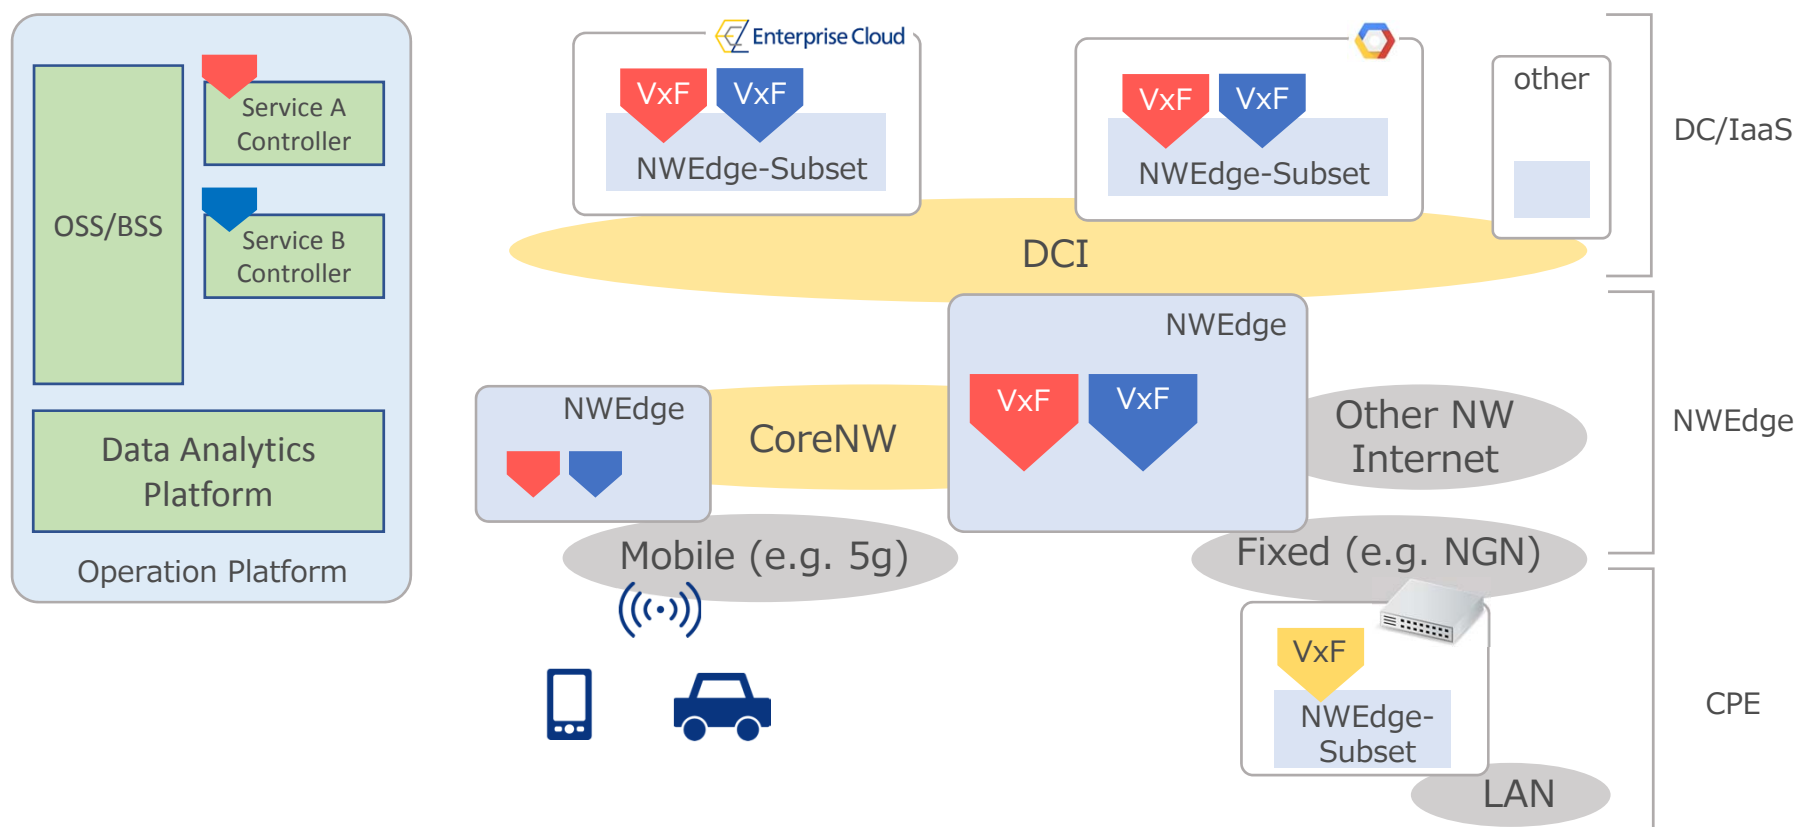 OSS/BSS
Service A
Controller
Service B
Controller
Data Analytics
Platform
Operation Platform
Enterprise Cloud
VxF
VxF
NWEdge-Subset
VxF
VxF
NWEdge-Subset
other
DC/IaaS
DCI
NWEdge
VxF
VxF
NWEdge
CoreNW
Other NW
Internet
NWEdge
Mobile (e.g. 5g)
Fixed (e.g. NGN)
VxF
NWEdge-
Subset
CPE
LAN